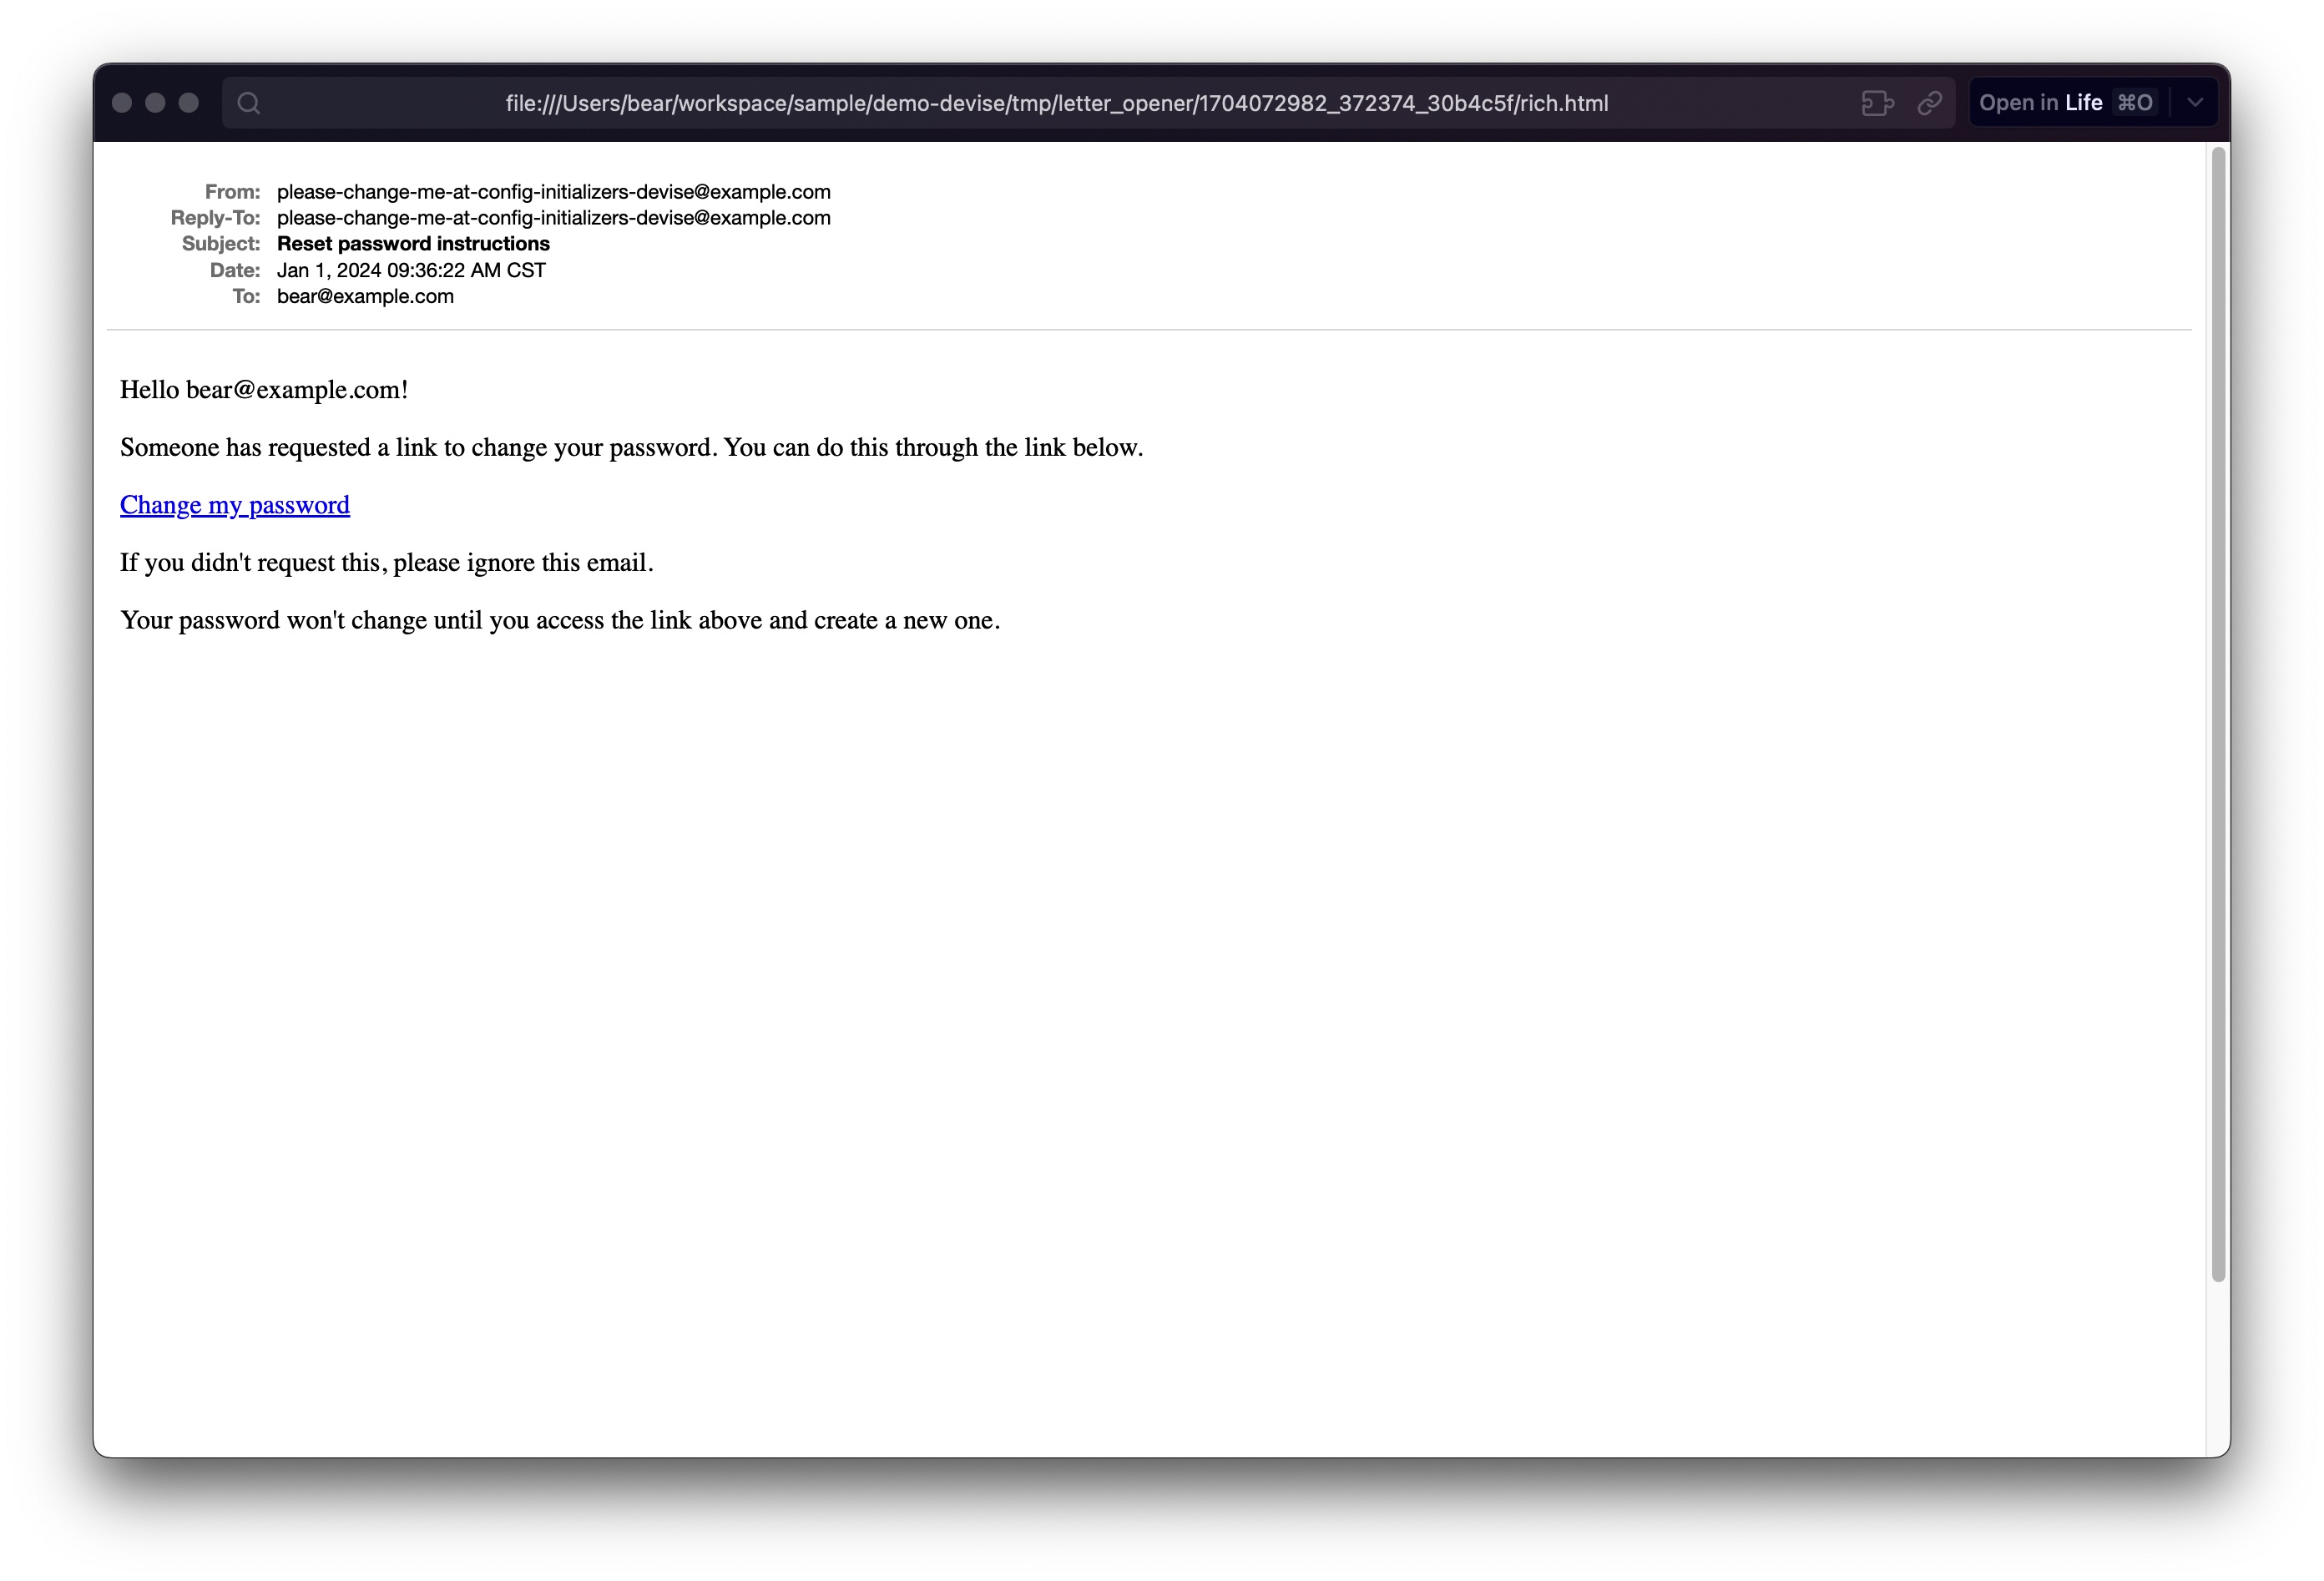 file:///Users/bear/workspace/sample/demo-devise/tmp/letter_opener/1704072982_372374_30b4c5f/rich.html
Open in Life ⌘O
From: please-change-me-at-config-initializers-devise@example.com
Reply-To: please-change-me-at-config-initializers-devise@example.com
Subject: Reset password instructions
Date: Jan 1, 2024 09:36:22 AM CST
To: bear@example.com
Hello bear@example.com!
Someone has requested a link to change your password. You can do this through the link below.
Change my password
If you didn't request this, please ignore this email.
Your password won't change until you access the link above and create a new one.